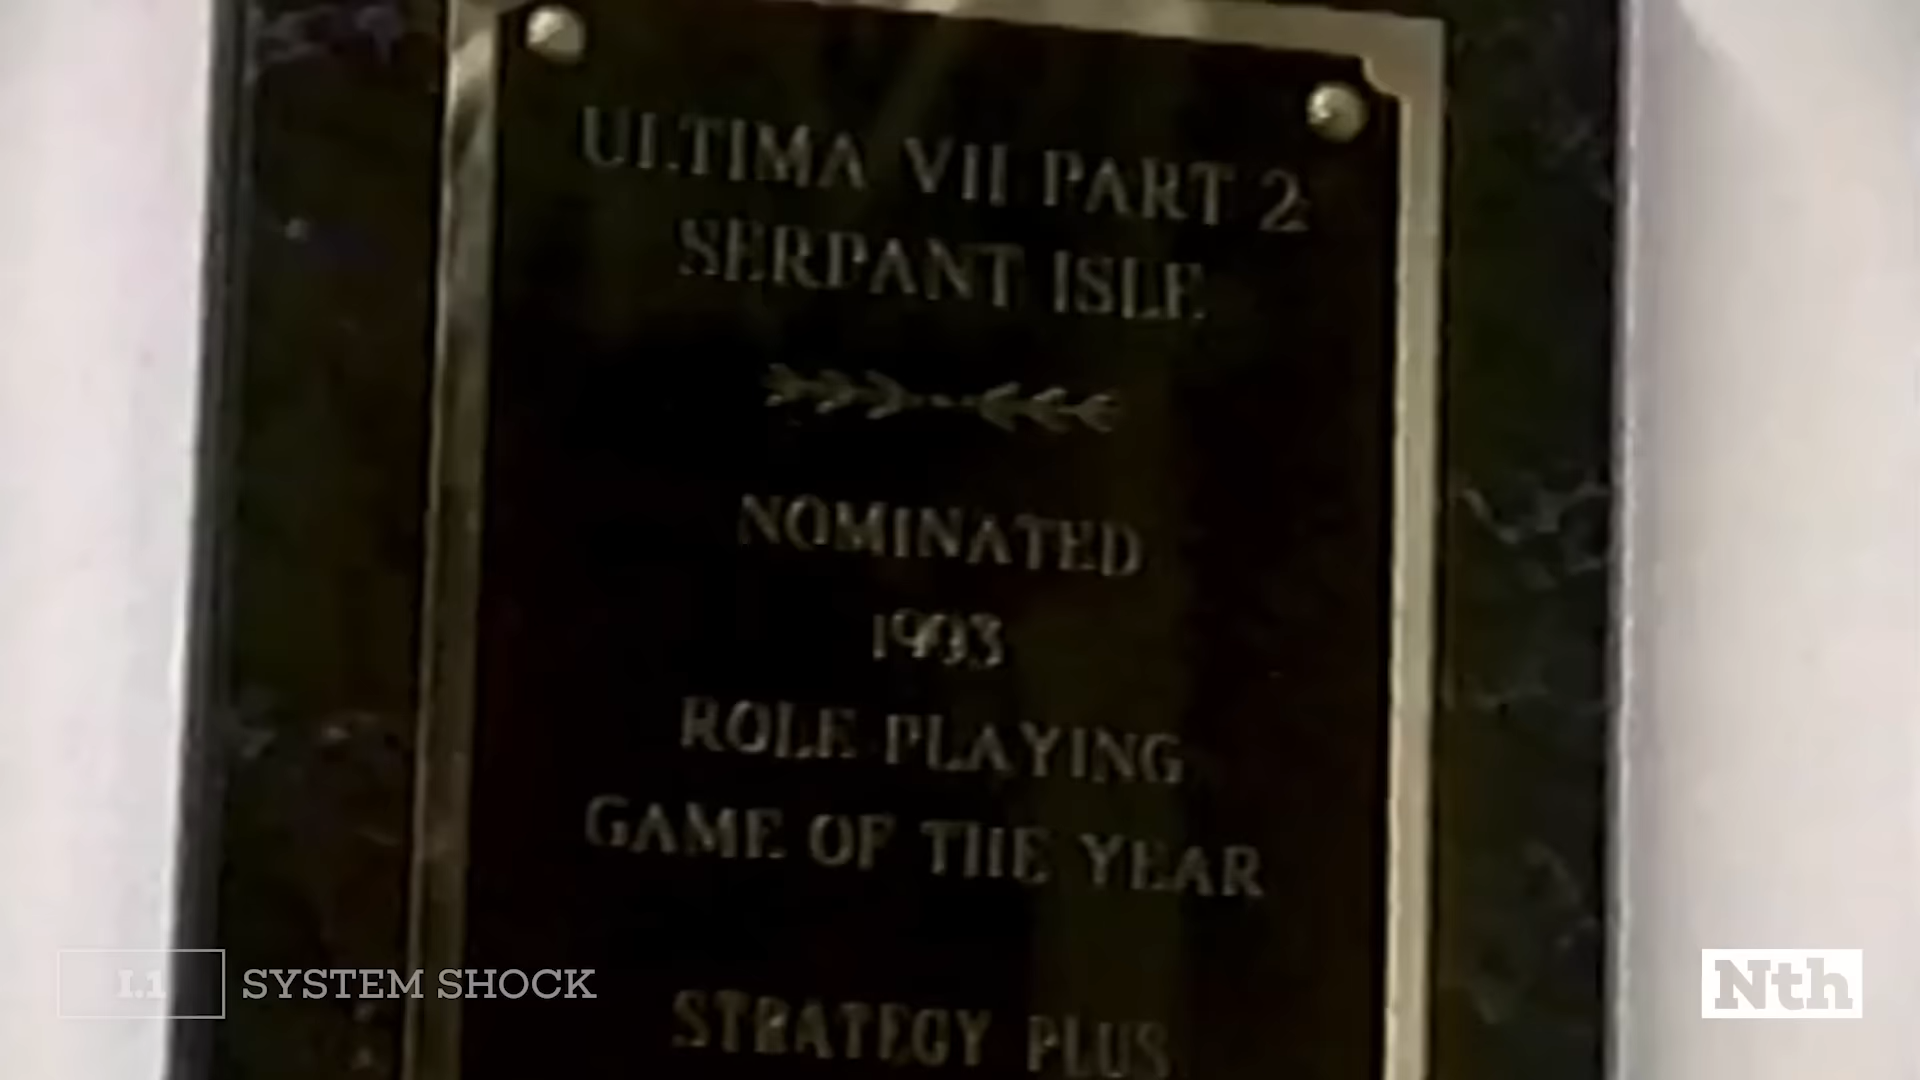 ULTIMA VII PART 2
SERPANT ISLE
NOMINATED
1993
ROLE PLAYING
GAME OF THE YEAR
STRATEGY PLUS
I.1 SYSTEM SHOCK
Nth